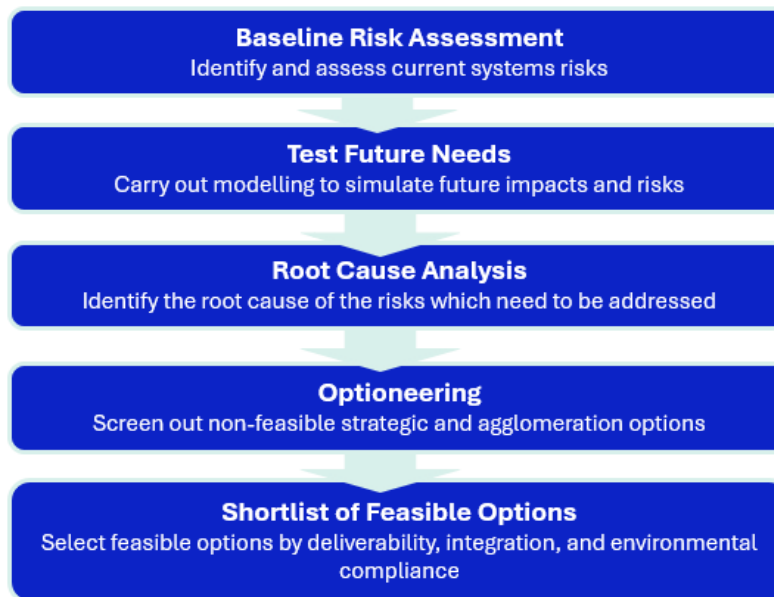 Baseline Risk Assessment
Identify and assess current systems risks
Test Future Needs
Carry out modelling to simulate future impacts and risks
Root Cause Analysis
Identify the root cause of the risks which need to be addressed
Optioneering
Screen out non-feasible strategic and agglomeration options
Shortlist of Feasible Options
Select feasible options by deliverability, integration, and environmental
compliance